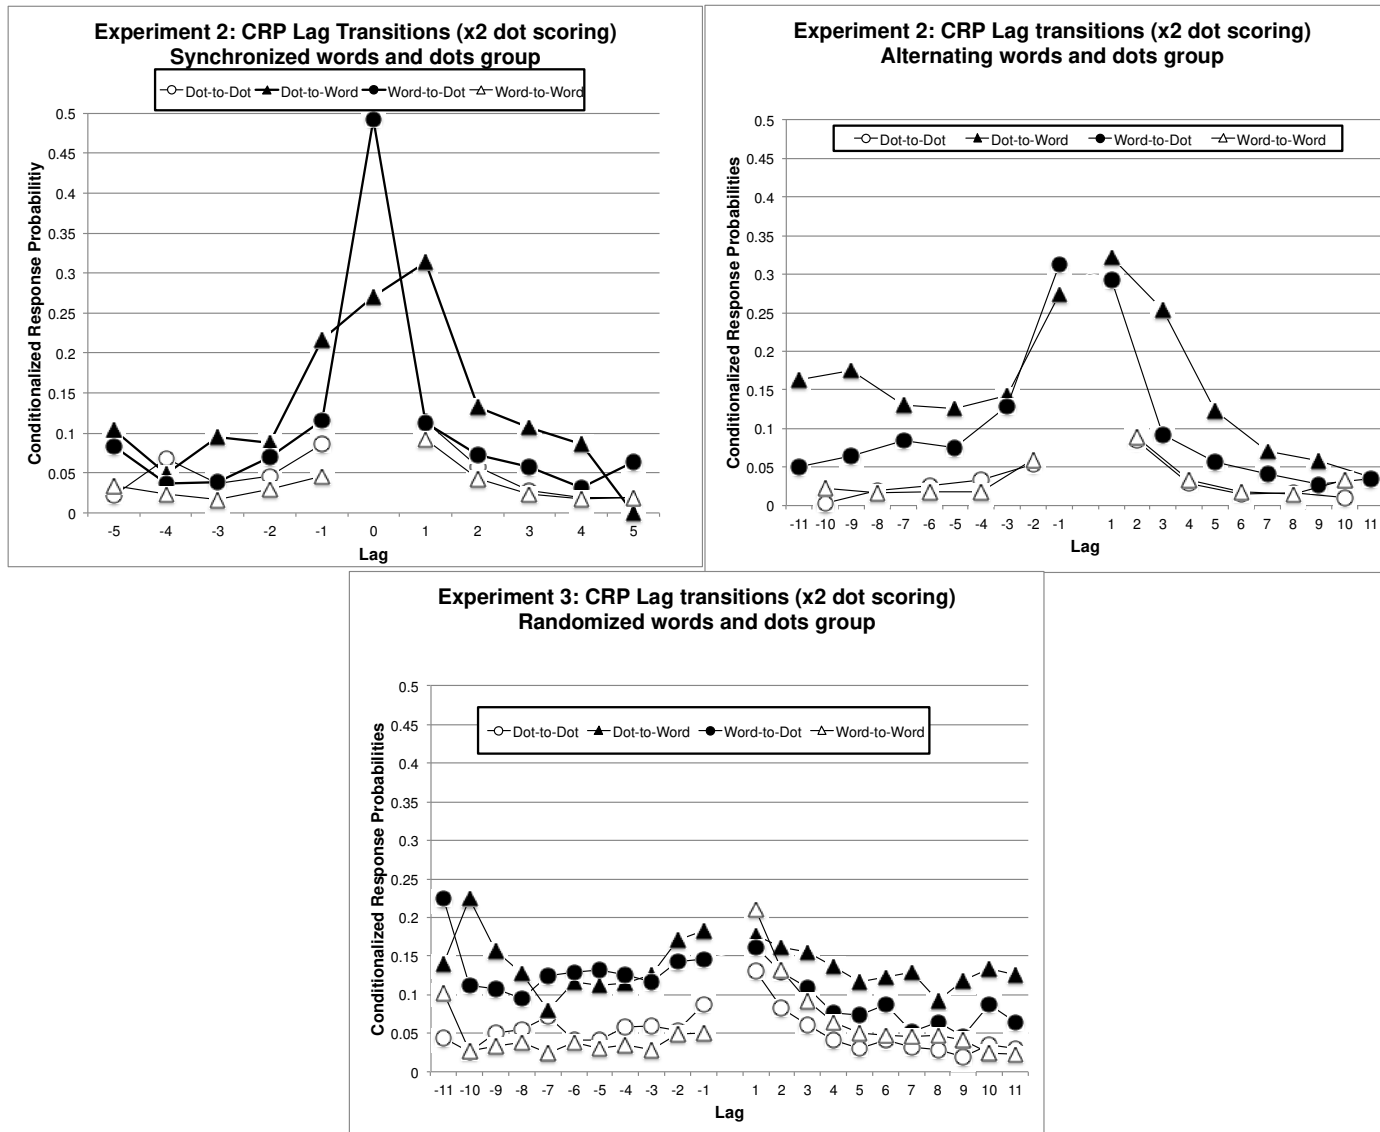 Experiment 2: CRP Lag Transitions (x2 dot scoring)
Synchronized words and dots group
Dot-to-Dot Dot-to-Word Word-to-Dot Word-to-Word
0.5
0.45
0.4
0.35
0.3
0.25
0.2
0.15
0.1
0.05
0
Conditionalized Response Probabilitiy
-5 -4 -3 -2 -1 0 1 2 3 4 5
Lag
Experiment 2: CRP Lag transitions (x2 dot scoring)
Alternating words and dots group
Dot-to-Dot Dot-to-Word Word-to-Dot Word-to-Word
0.5
0.45
0.4
0.35
0.3
0.25
0.2
0.15
0.1
0.05
0
Conditionalized Response Probabilities
-11 -10 -9 -8 -7 -6 -5 -4 -3 -2 -1 1 2 3 4 5 6 7 8 9 10 11
Lag
Experiment 3: CRP Lag transitions (x2 dot scoring)
Randomized words and dots group
Dot-to-Dot Dot-to-Word Word-to-Dot Word-to-Word
0.5
0.45
0.4
0.35
0.3
0.25
0.2
0.15
0.1
0.05
0
Conditionalized Response Probabilities
-11 -10 -9 -8 -7 -6 -5 -4 -3 -2 -1 1 2 3 4 5 6 7 8 9 10 11
Lag